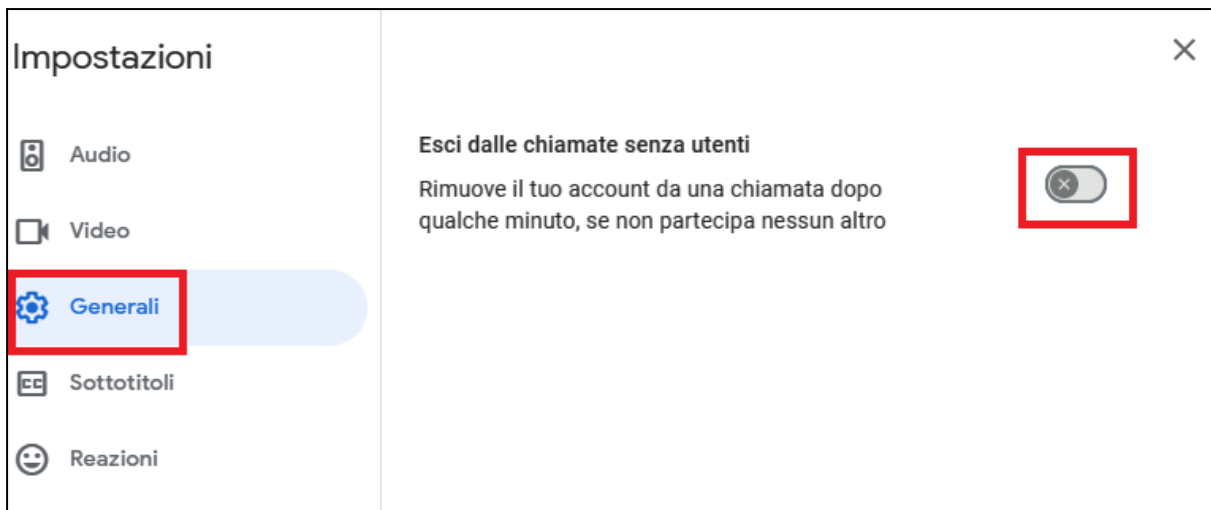 Impostazioni
Audio
Video
Generali
Sottotitoli
Reazioni
Esci dalle chiamate senza utenti
Rimuove il tuo account da una chiamata dopo
qualche minuto, se non partecipa nessun altro